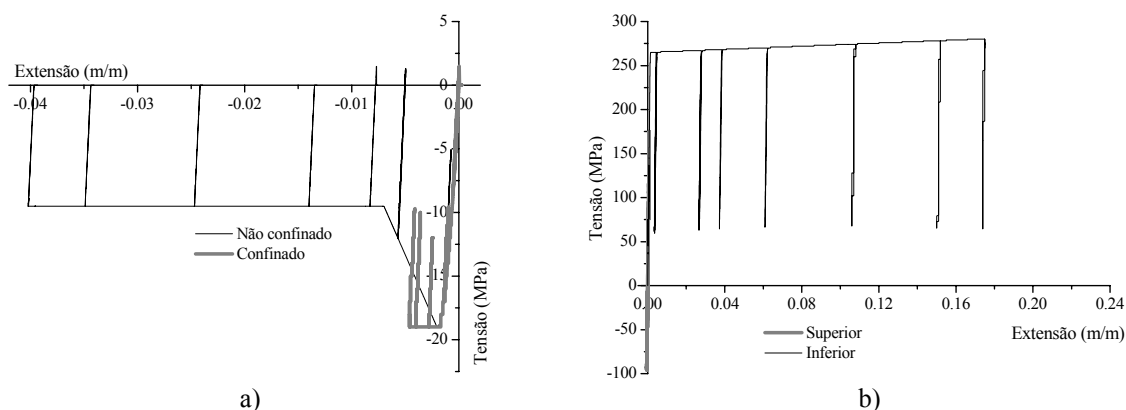 5
Extensão (m/m)
0
-0.04
-0.03
-0.02
-0.01
0.00
-5
-10
Não confinado
Confinado
-15
-20
Tensão (MPa)
a)
300
250
200
150
100
50
0
-50
-100
Tensão (MPa)
0.00
0.04
0.08
0.12
0.16
0.20
0.24
Superior
Inferior
Extensão (m/m)
b)